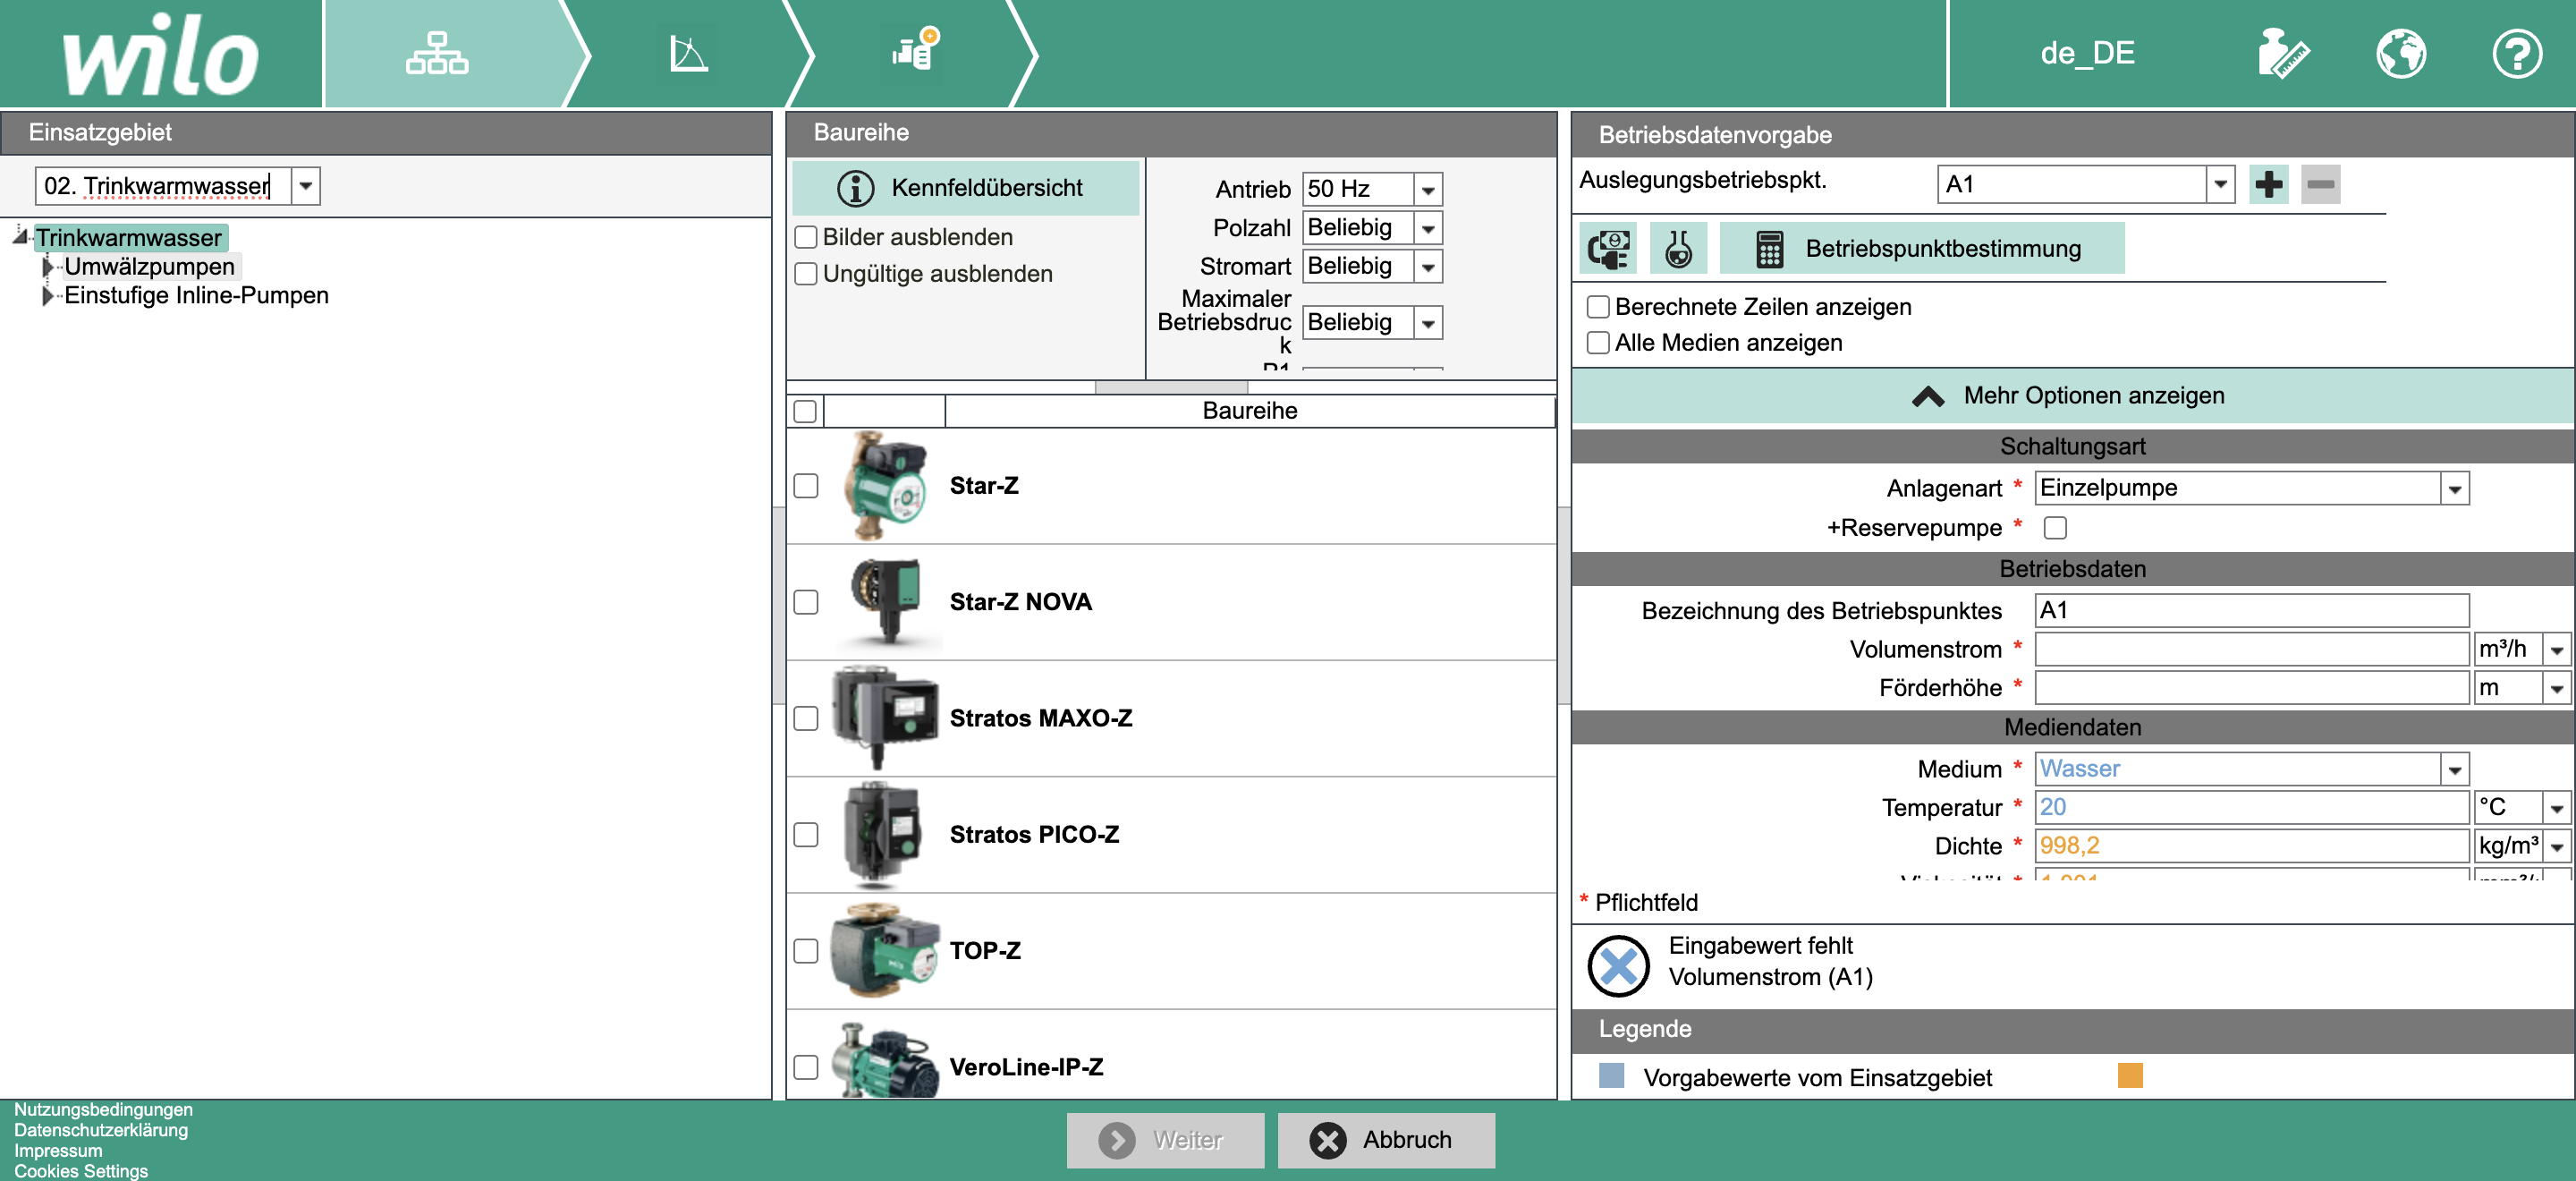 wilo
de_DE
Einsatzgebiet
02. Trinkwarmwasser
Trinkwarmwasser
Umwälzpumpen
Einstufige Inline-Pumpen
Baureihe
Kennfeldübersicht
Bilder ausblenden
Ungültige ausblenden
Antrieb 50 Hz
Polzahl Beliebig
Stromart Beliebig
Maximaler
Betriebsdruc Beliebig
k
Baureihe
Star-Z
Star-Z NOVA
Stratos MAXO-Z
Stratos PICO-Z
TOP-Z
VeroLine-IP-Z
Betriebsdatenvorgabe
Auslegungsbetriebspkt. A1
Betriebspunktbestimmung
Berechnete Zeilen anzeigen
Alle Medien anzeigen
Mehr Optionen anzeigen
Schaltungsart
Anlagenart * Einzelpumpe
+Reservepumpe *
Betriebsdaten
Bezeichnung des Betriebspunktes A1
Volumenstrom * m³/h
Förderhöhe * m
Mediendaten
Medium * Wasser
Temperatur * 20 °C
Dichte * 998,2 kg/m³
* Pflichtfeld
Eingabewert fehlt
Volumenstrom (A1)
Legende
Vorgabewerte vom Einsatzgebiet
Nutzungsbedingungen
Datenschutzerklärung
Impressum
Cookies Settings
Weiter
Abbruch